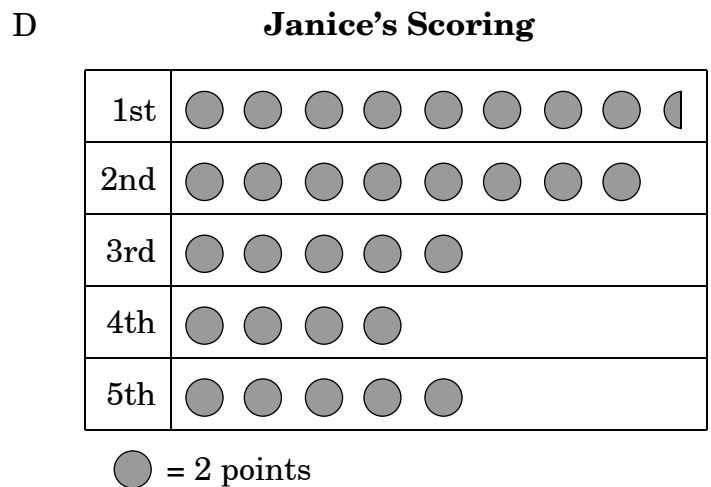 D
Janice’s Scoring
1st
2nd
3rd
4th
5th
= 2 points